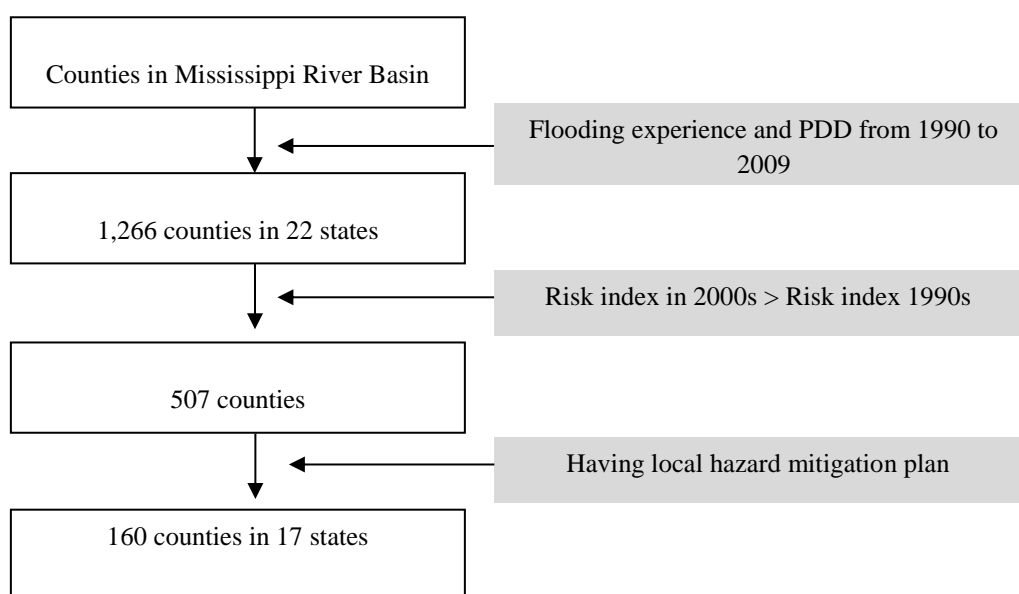 Counties in Mississippi River Basin
Flooding experience and PDD from 1990 to
2009
1,266 counties in 22 states
Risk index in 2000s > Risk index 1990s
507 counties
Having local hazard mitigation plan
160 counties in 17 states